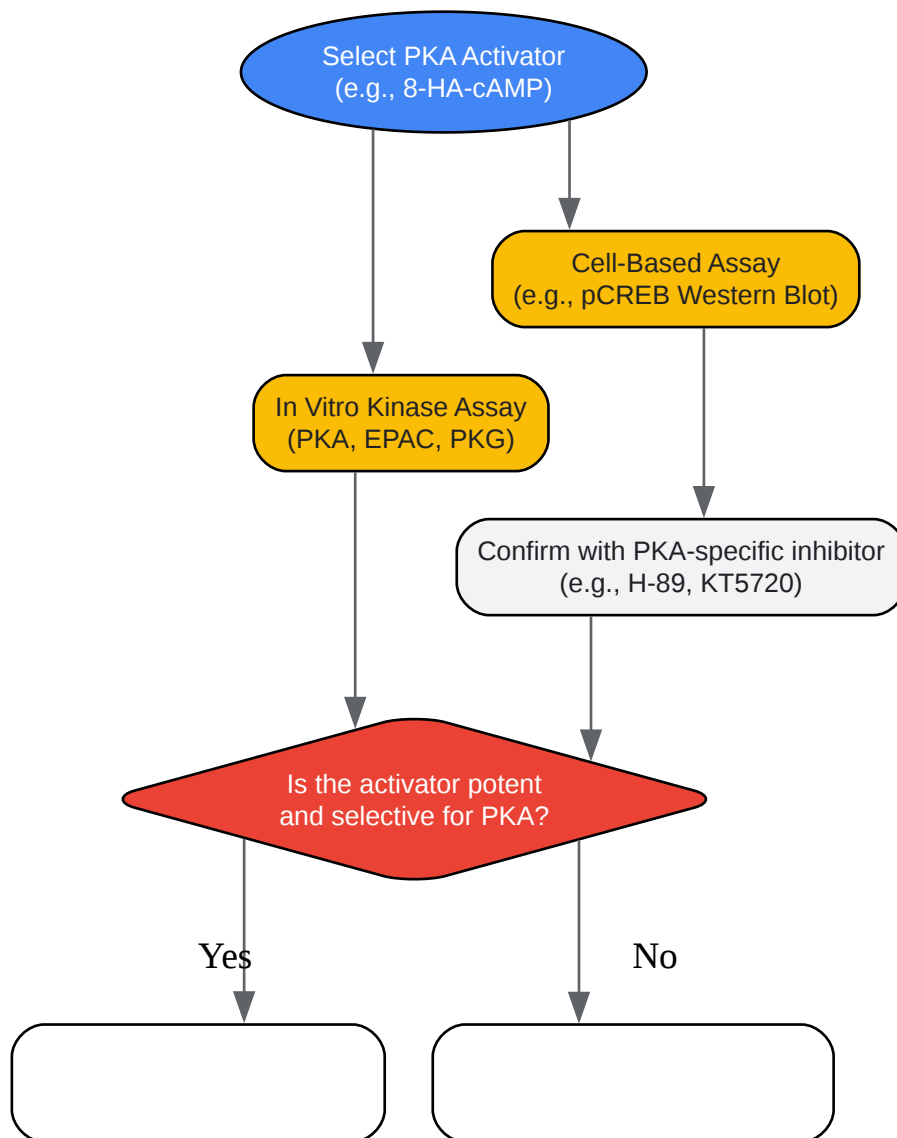 Select PKA Activator
(e.g., 8-HA-cAMP)
Cell-Based Assay
(e.g., pCREB Western Blot)
In Vitro Kinase Assay
(PKA, EPAC, PKG)
Confirm with PKA-specific inhibitor
(e.g., H-89, KT5720)
Is the activator potent
and selective for PKA?
Yes
No